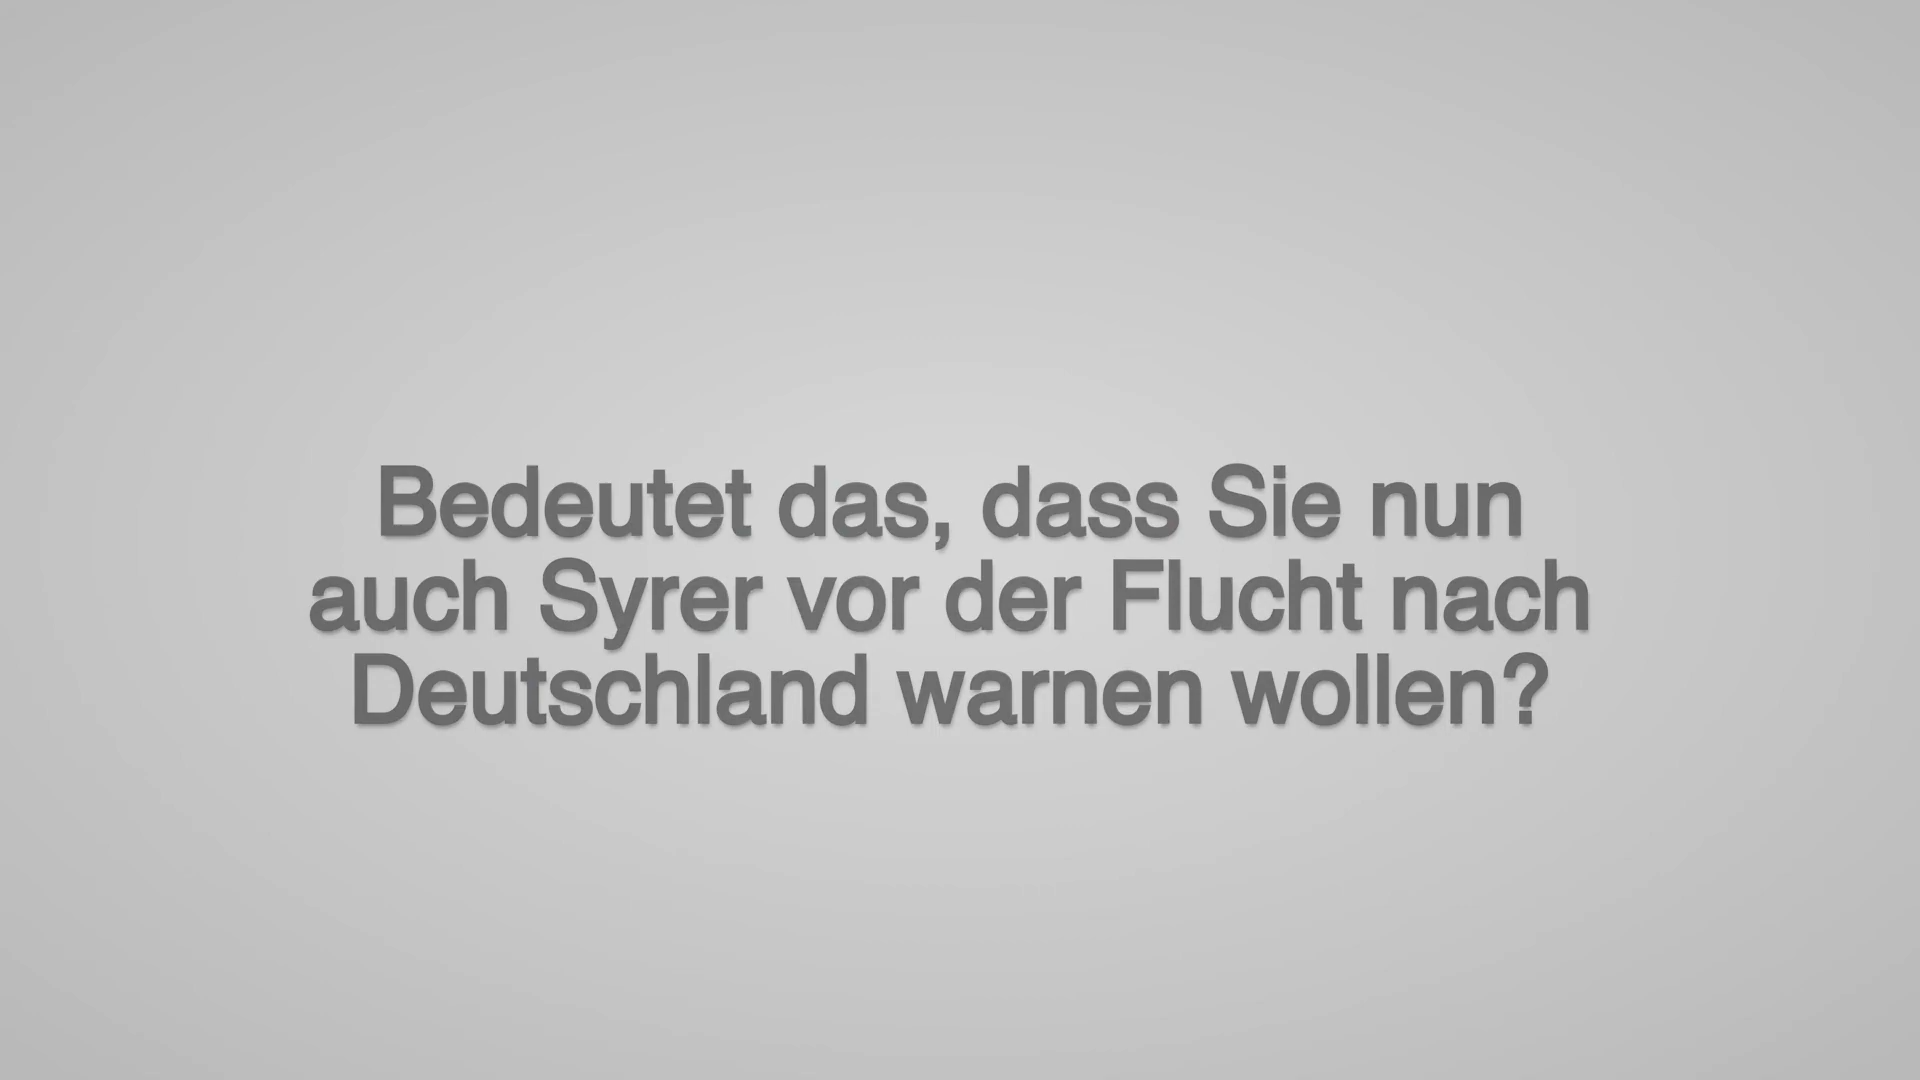 Bedeutet das, dass Sie nun
auch Syrer vor der Flucht nach
Deutschland warnen wollen?